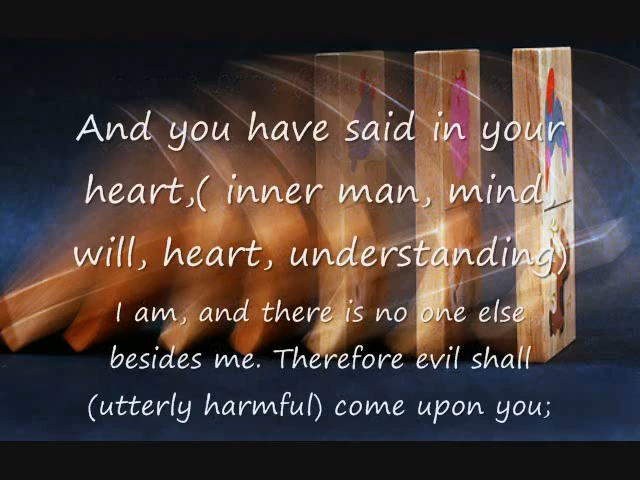 And you have said in your
heart,( inner man, mind,
will, heart, understanding)
I am, and there is no one else
besides me. Therefore evil shall
(utterly harmful) come upon you;